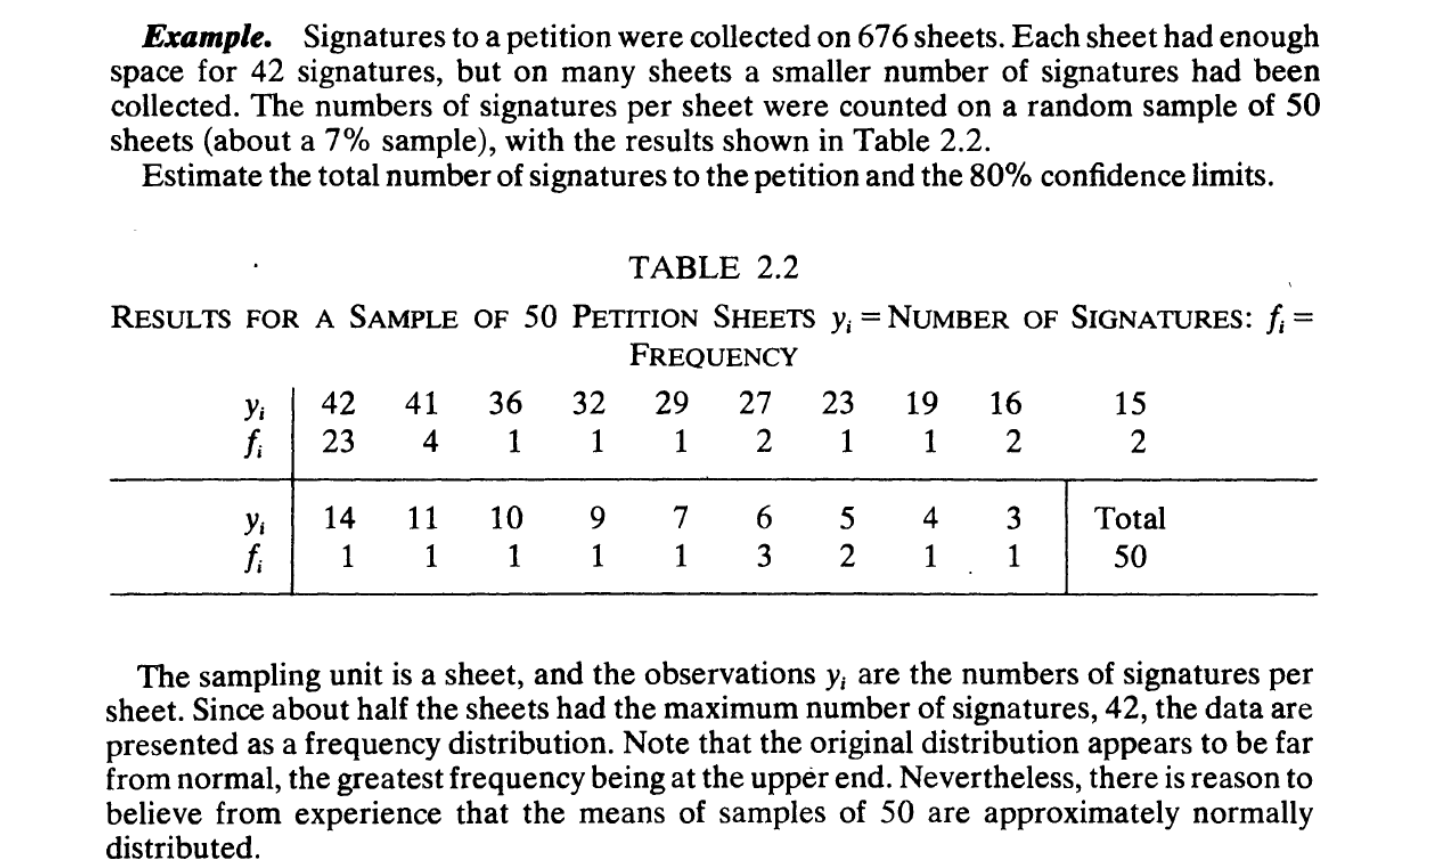 Example. Signatures to a petition were collected on 676 sheets. Each sheet had enough
space for 42 signatures, but on many sheets a smaller number of signatures had been
collected. The numbers of signatures per sheet were counted on a random sample of 50
sheets (about a 7% sample), with the results shown in Table 2.2.
Estimate the total number of signatures to the petition and the 80% confidence limits.
TABLE 2.2
RESULTS FOR A SAMPLE OF 50 PETITION SHEETS yᵢ = NUMBER OF SIGNATURES: fᵢ =
FREQUENCY
yᵢ 42 41 36 32 29 27 23 19 16 15
fᵢ 23 4 1 1 1 2 1 1 2 2
yᵢ 14 11 10 9 7 6 5 4 3 Total
fᵢ 1 1 1 1 1 3 2 1 1 50
The sampling unit is a sheet, and the observations yᵢ are the numbers of signatures per
sheet. Since about half the sheets had the maximum number of signatures, 42, the data are
presented as a frequency distribution. Note that the original distribution appears to be far
from normal, the greatest frequency being at the upper end. Nevertheless, there is reason to
believe from experience that the means of samples of 50 are approximately normally
distributed.